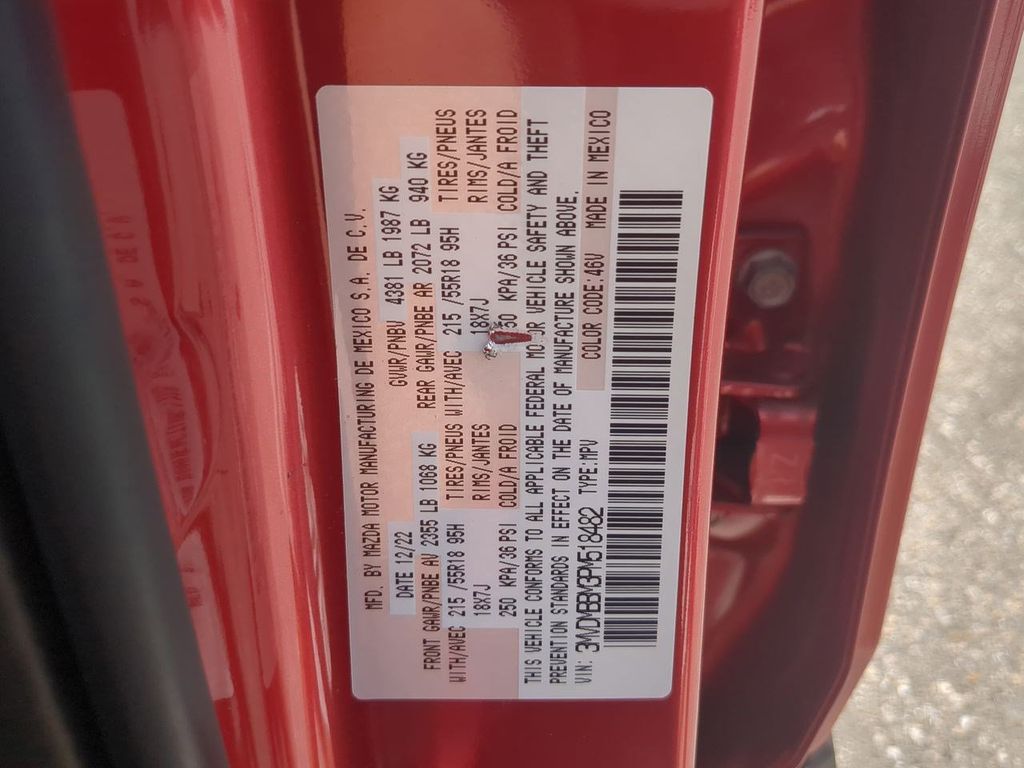 MFD. BY MAZDA MOTOR MANUFACTURING DE MEXICO S.A. DE C.V.
DATE 12/22 GVWR/PNBV 4381 LB 1987 KG
FRONT GAWR/PNBE AV 2355 LB 1068 KG REAR GAWR/PNBE AR 2072 LB 940 KG
WITH/AVEC 215/55R18 95H TIRES/PNEUS WITH/AVEC 215/55R18 95H TIRES/PNEUS
18X7J RIMS/JANTES 18X7J RIMS/JANTES
250 KPA/36 PSI COLD/A FROID 250 KPA/36 PSI COLD/A FROID
THIS VEHICLE CONFORMS TO ALL APPLICABLE FEDERAL MOTOR VEHICLE SAFETY AND THEFT
PREVENTION STANDARDS IN EFFECT ON THE DATE OF MANUFACTURE SHOWN ABOVE.
VIN: 3MVDMBBM3PM518482 TYPE:MPV COLOR CODE:46V MADE IN MEXICO